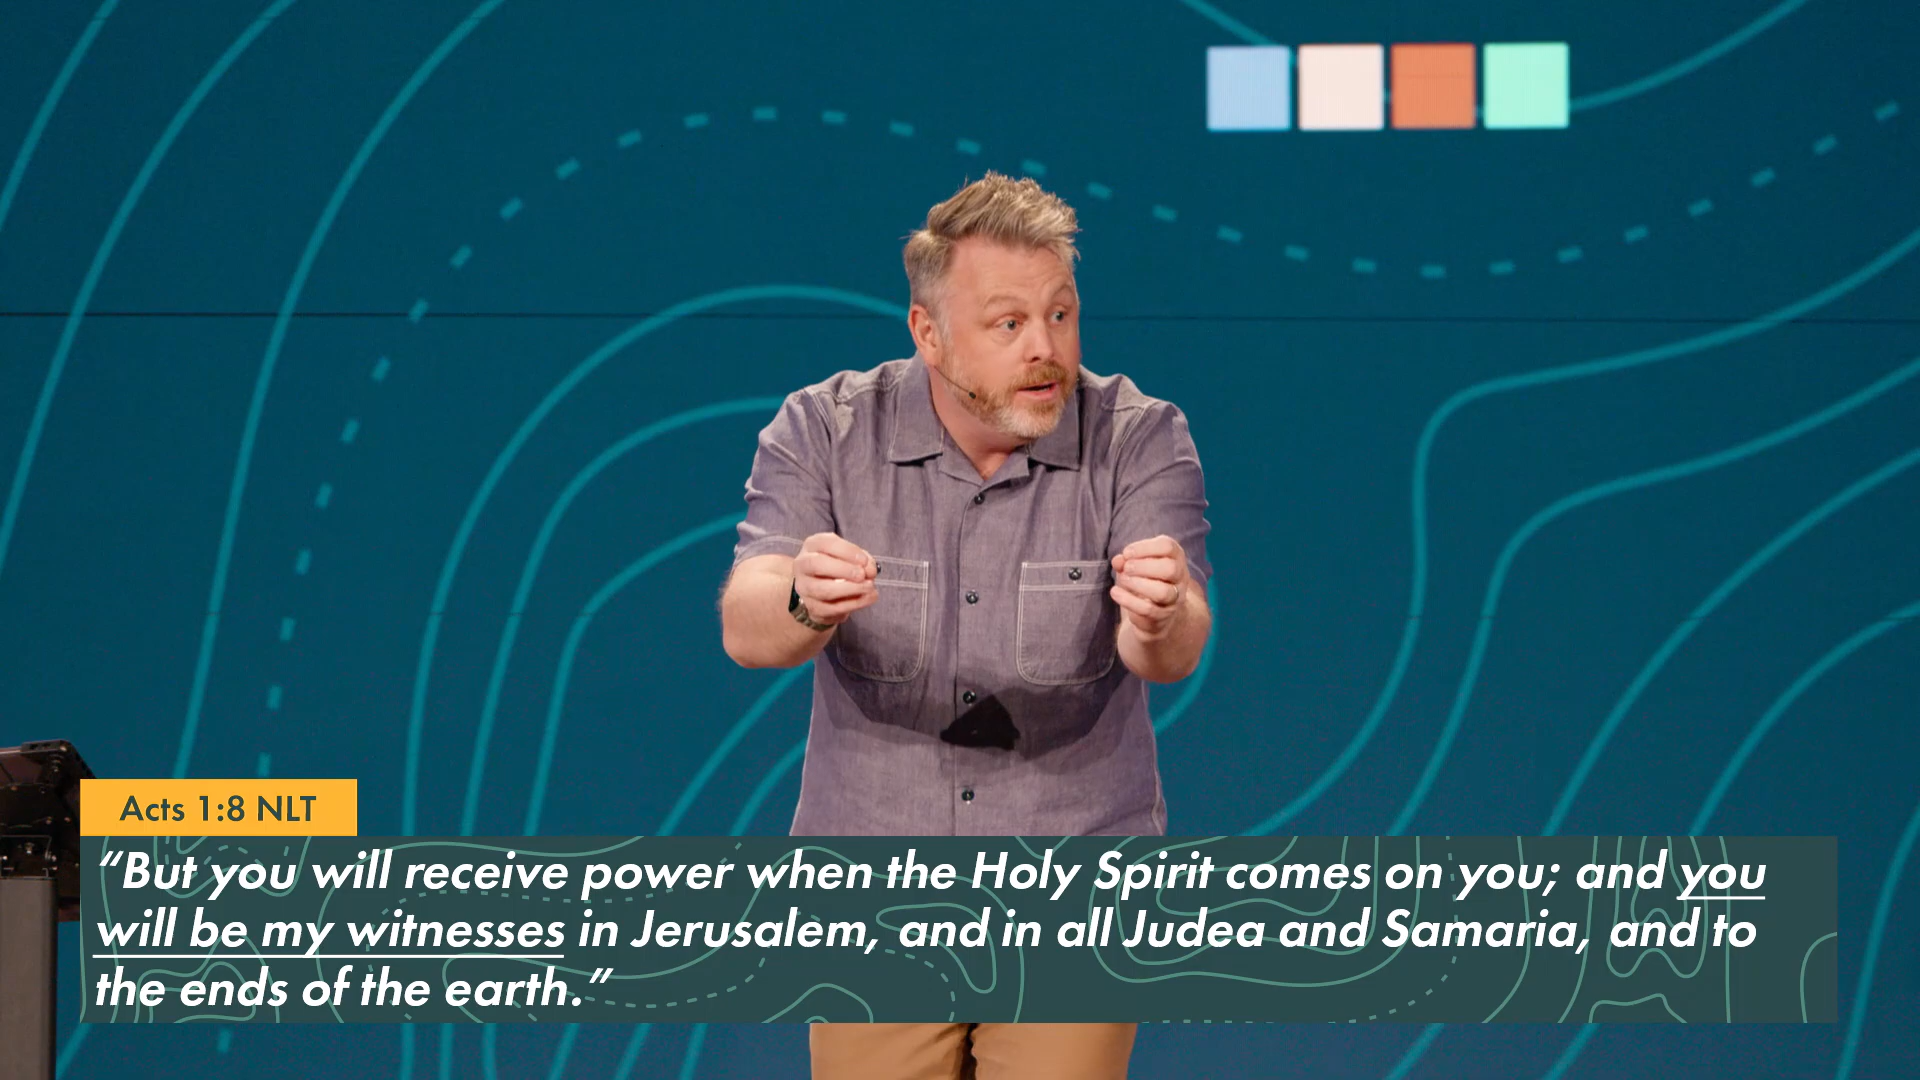 Acts 1:8 NLT
“But you will receive power when the Holy Spirit comes on you; and you
will be my witnesses in Jerusalem, and in all Judea and Samaria, and to
the ends of the earth.”